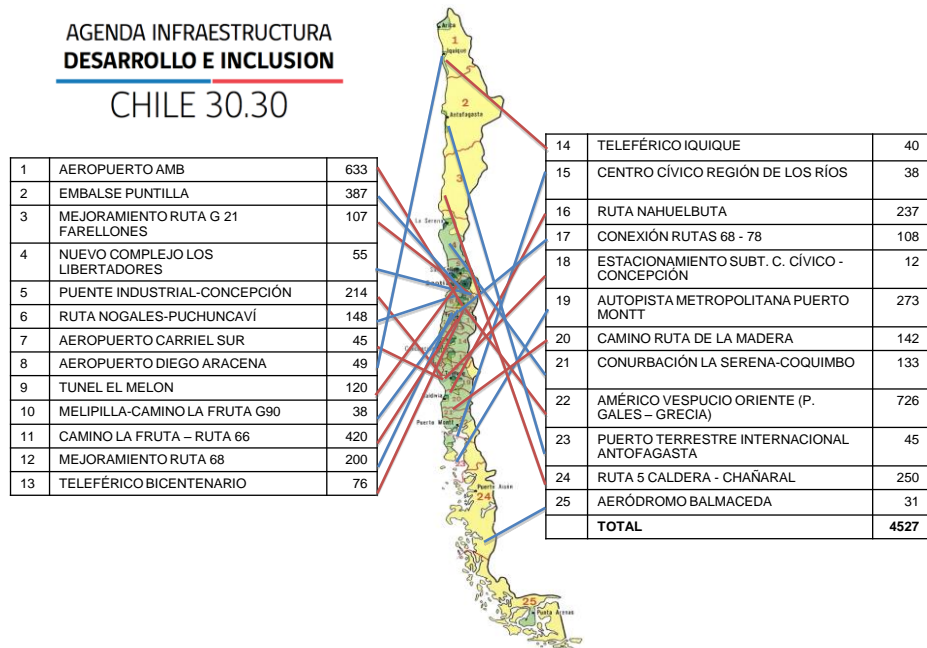 AGENDA INFRAESTRUCTURA
DESARROLLO E INCLUSION
CHILE 30.30
1 AEROPUERTO AMB 633
2 EMBALSE PUNTILLA 387
3 MEJORAMIENTO RUTA G 21 107
FARELLONES
4 NUEVO COMPLEJO LOS 55
LIBERTADORES
5 PUENTE INDUSTRIAL-CONCEPCIÓN 214
6 RUTA NOGALES-PUCHUNCAVÍ 148
7 AEROPUERTO CARRIEL SUR 45
8 AEROPUERTO DIEGO ARACENA 49
9 TUNEL EL MELON 120
10 MELIPILLA-CAMINO LA FRUTA G90 38
11 CAMINO LA FRUTA – RUTA 66 420
12 MEJORAMIENTO RUTA 68 200
13 TELEFÉRICO BICENTENARIO 76
14 TELEFÉRICO IQUIQUE 40
15 CENTRO CÍVICO REGIÓN DE LOS RÍOS 38
16 RUTA NAHUELBUTA 237
17 CONEXIÓN RUTAS 68 - 78 108
18 ESTACIONAMIENTO SUBT. C. CÍVICO - 12
CONCEPCIÓN
19 AUTOPISTA METROPOLITANA PUERTO 273
MONTT
20 CAMINO RUTA DE LA MADERA 142
21 CONURBACIÓN LA SERENA-COQUIMBO 133
22 AMÉRICO VESPUCIO ORIENTE (P. 726
GALES – GRECIA)
23 PUERTO TERRESTRE INTERNACIONAL 45
ANTOFAGASTA
24 RUTA 5 CALDERA - CHAÑARAL 250
25 AERÓDROMO BALMACEDA 31
TOTAL 4527
Arica
1
Iquique
2
Antofagasta
3
La Serena
Puerto Montt
Puerto Aisén
24
25
Punta Arenas